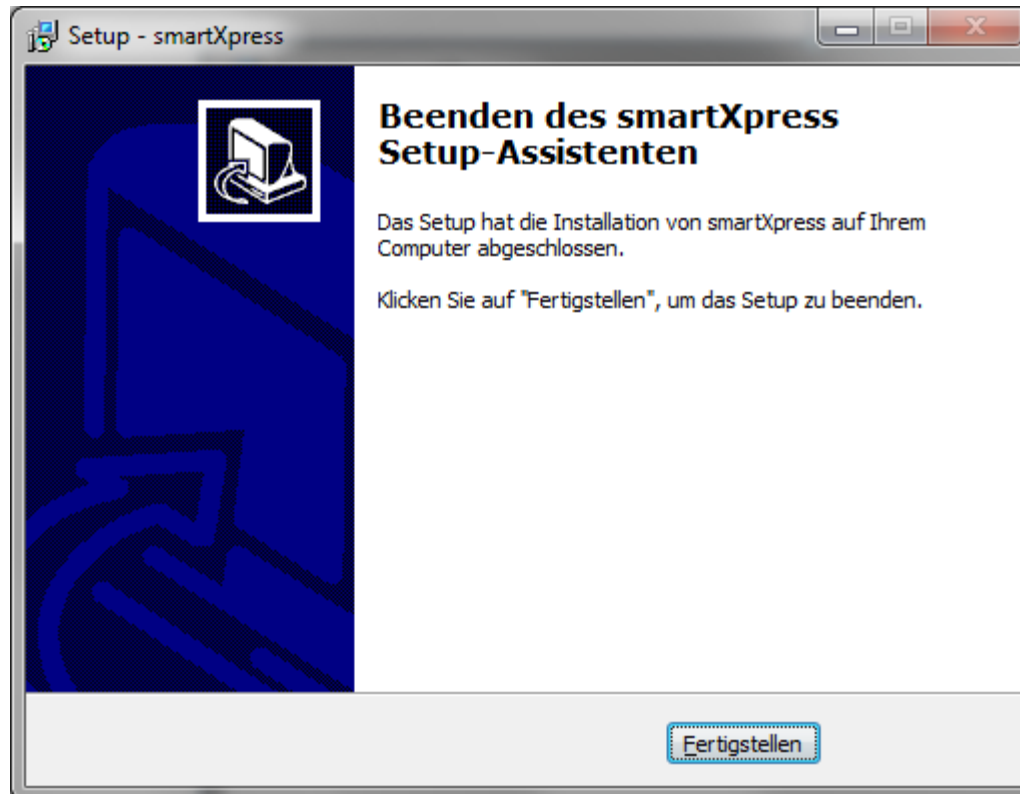 Setup - smartXpress
Beenden des smartXpress
Setup-Assistenten
Das Setup hat die Installation von smartXpress auf Ihrem
Computer abgeschlossen.
Klicken Sie auf "Fertigstellen", um das Setup zu beenden.
Fertigstellen